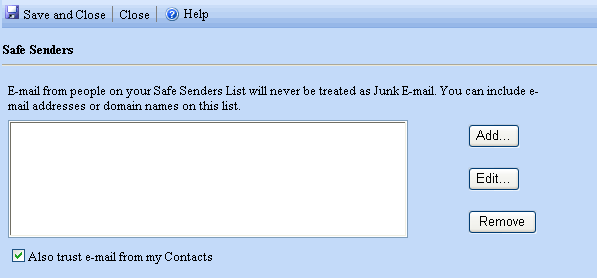 Save and Close Close Help
Safe Senders
E-mail from people on your Safe Senders List will never be treated as Junk E-mail. You can include e-
mail addresses or domain names on this list.
Add...
Edit...
Remove
Also trust e-mail from my Contacts